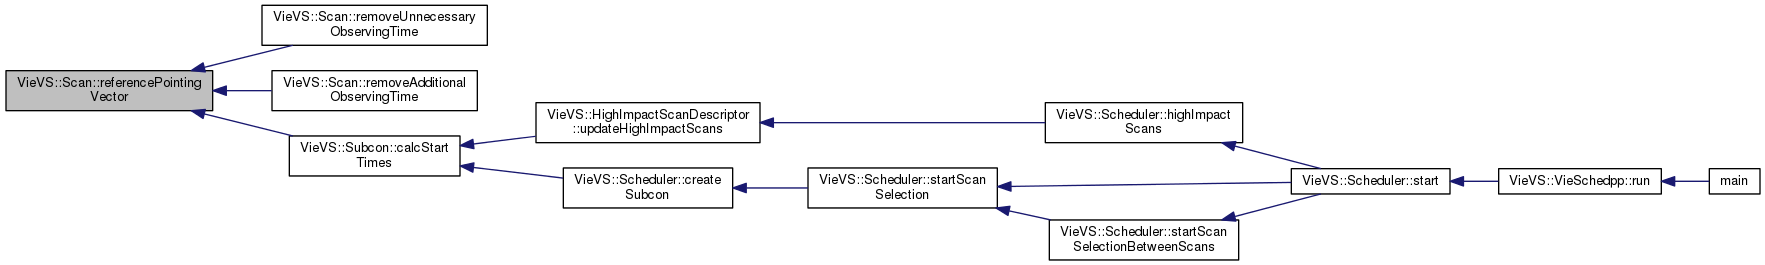 VieVS::Scan::removeUnnecessary
ObservingTime
VieVS::Scan::referencePointing
Vector
VieVS::Scan::removeAdditional
ObservingTime
VieVS::HighImpactScanDescriptor
::updateHighImpactScans
VieVS::Scheduler::highImpact
Scans
VieVS::Subcon::calcStart
Times
VieVS::Scheduler::create
Subcon
VieVS::Scheduler::startScan
Selection
VieVS::Scheduler::start
VieVS::VieSchedpp::run
main
VieVS::Scheduler::startScan
SelectionBetweenScans